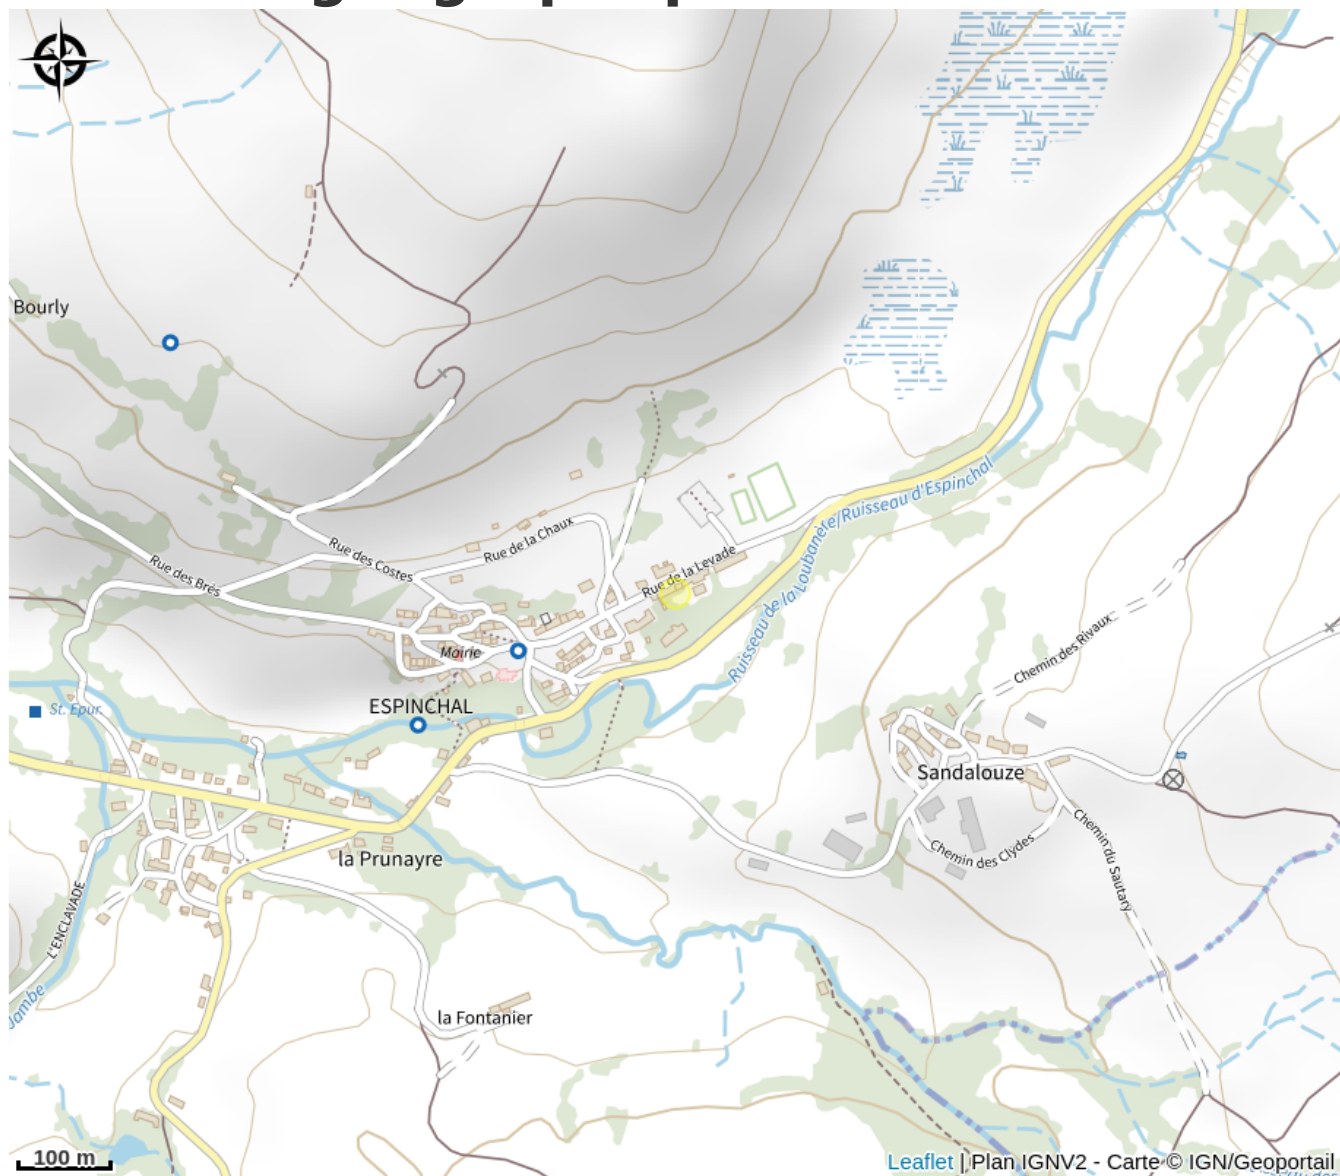 Bourly
Rue des Brès
Rue des Costes
Rue de la Chaux
Rue de la Levade
Ruisseau de la Loubanère/Ruisseau d'Espinchal
Mairie
ESPINCHAL
St. Epur.
Chemin des Rivaux
Sandalouze
Chemin des Clydes
Chemin du Sautary
la Prunayre
L'ENCLAVADE
Jambe
la Fontanier
100 m
Leaflet | Plan IGNV2 - Carte © IGN/Geoportail